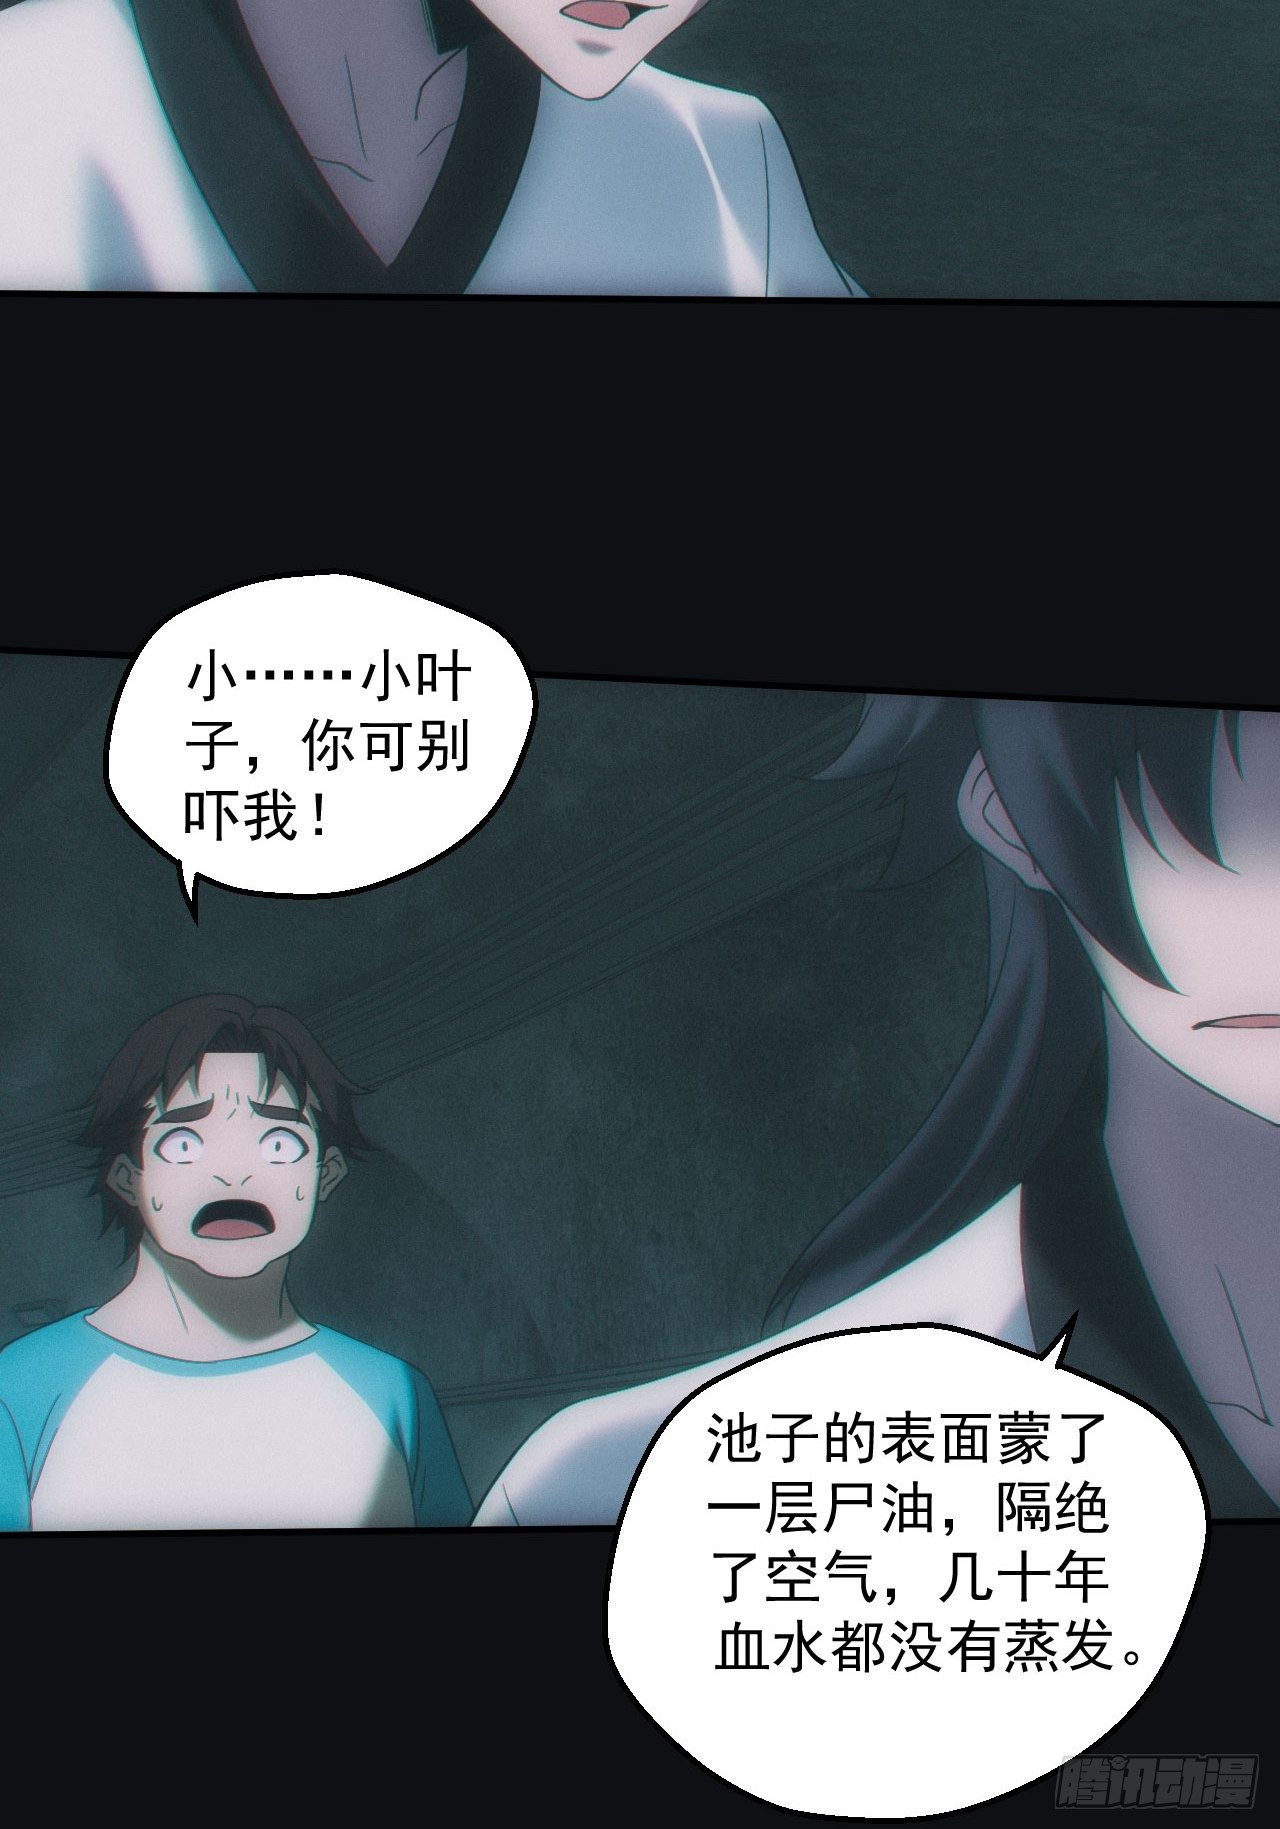 小……小叶
子，你可别
吓我！
池子的表面蒙了
一层尸油，隔绝
了空气，几十年
血水都没有蒸发。
腾讯动漫